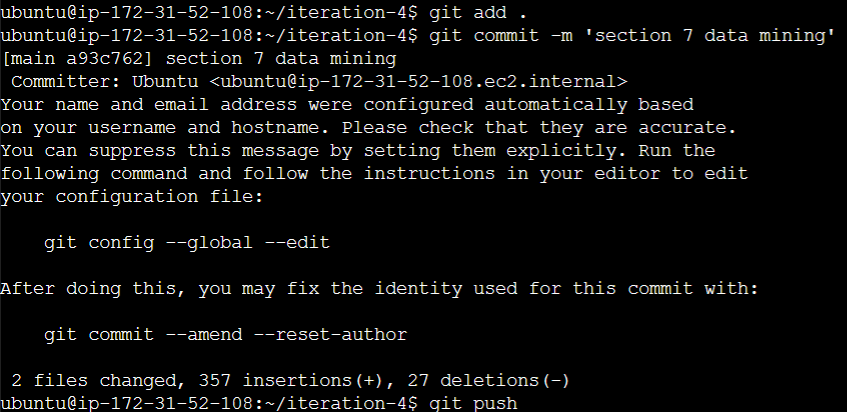 ubuntu@ip-172-31-52-108:~/iteration-4$ git add .
ubuntu@ip-172-31-52-108:~/iteration-4$ git commit -m 'section 7 data mining'
[main a93c762] section 7 data mining
 Committer: Ubuntu <ubuntu@ip-172-31-52-108.ec2.internal>
Your name and email address were configured automatically based
on your username and hostname. Please check that they are accurate.
You can suppress this message by setting them explicitly. Run the
following command and follow the instructions in your editor to edit
your configuration file:

    git config --global --edit

After doing this, you may fix the identity used for this commit with:

    git commit --amend --reset-author

 2 files changed, 357 insertions(+), 27 deletions(-)
ubuntu@ip-172-31-52-108:~/iteration-4$ git push